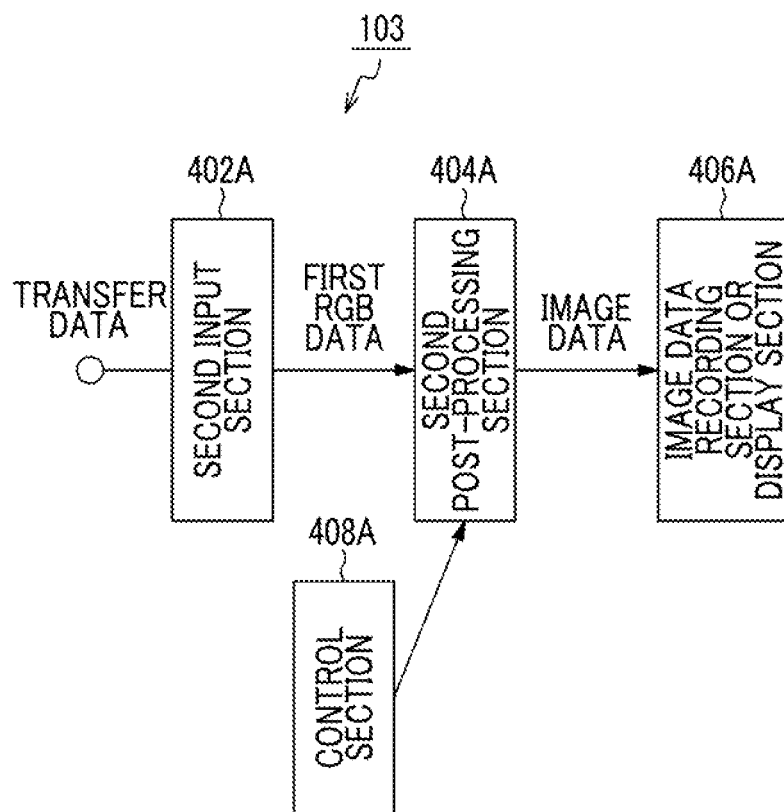 103
402A
404A
406A
TRANSFER
DATA
SECOND INPUT
SECTION
FIRST
RGB
DATA
SECOND
POST-PROCESSING
SECTION
IMAGE
DATA
IMAGE DATA
RECORDING
SECTION OR
DISPLAY SECTION
408A
CONTROL
SECTION